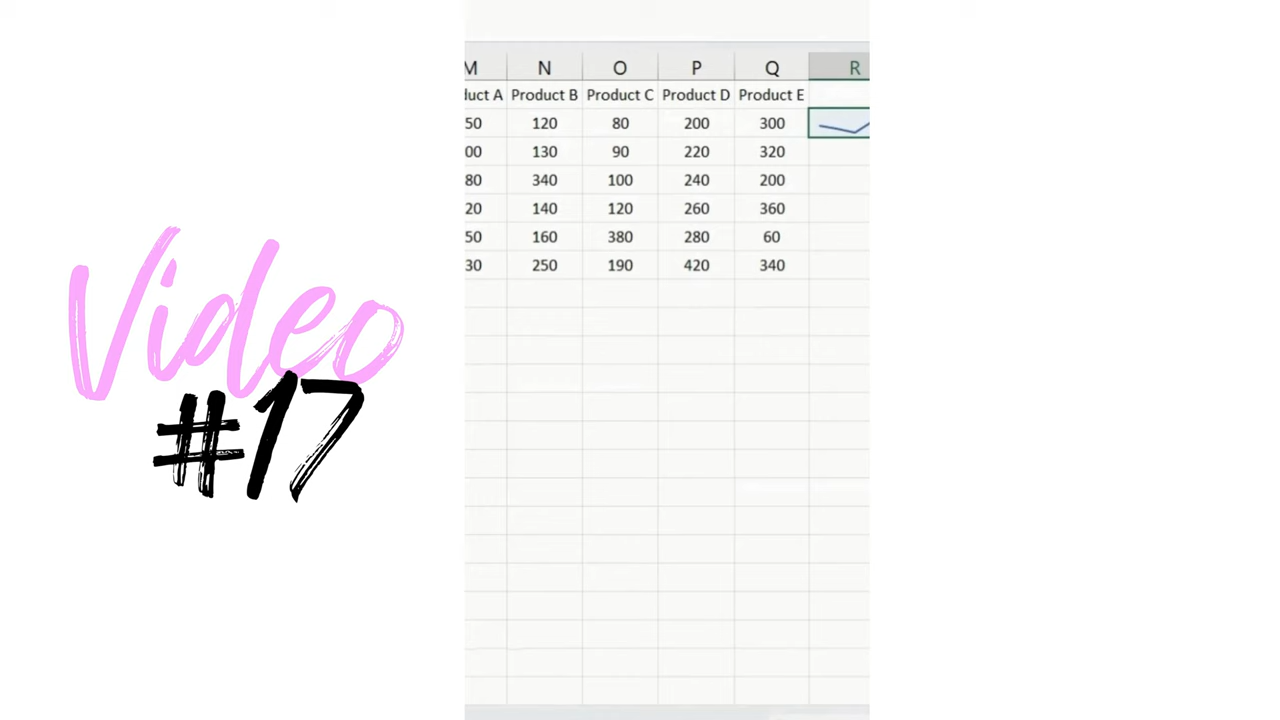 Video
#17
M N O P Q R
duct A Product B Product C Product D Product E
50 120 80 200 300
00 130 90 220 320
80 340 100 240 200
20 140 120 260 360
50 160 380 280 60
30 250 190 420 340